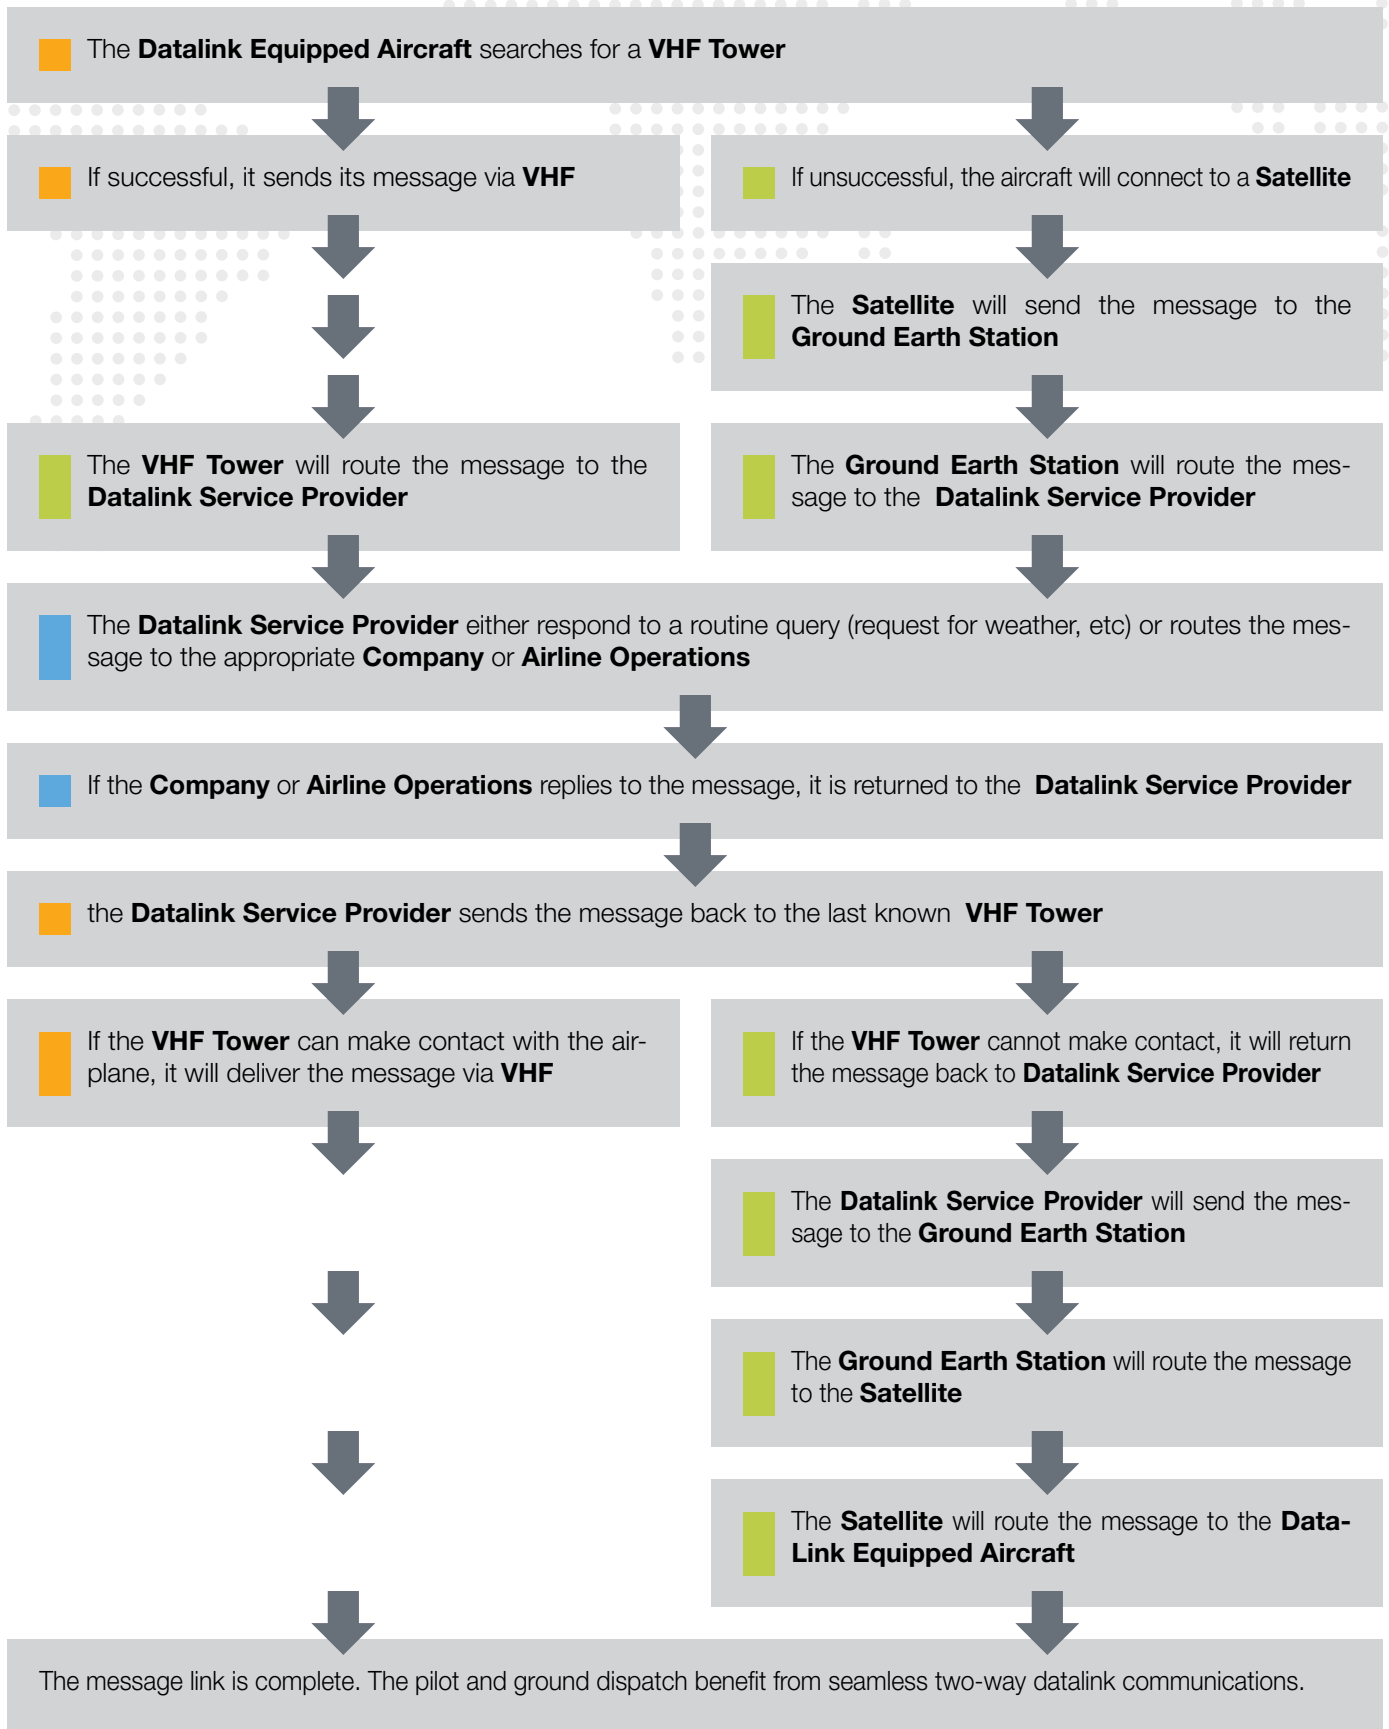 The Datalink Equipped Aircraft searches for a VHF Tower
If successful, it sends its message via VHF
If unsuccessful, the aircraft will connect to a Satellite
The Satellite will send the message to the
Ground Earth Station
The VHF Tower will route the message to the
Datalink Service Provider
The Ground Earth Station will route the mes-
sage to the Datalink Service Provider
The Datalink Service Provider either respond to a routine query (request for weather, etc) or routes the mes-
sage to the appropriate Company or Airline Operations
If the Company or Airline Operations replies to the message, it is returned to the Datalink Service Provider
the Datalink Service Provider sends the message back to the last known VHF Tower
If the VHF Tower can make contact with the air-
plane, it will deliver the message via VHF
If the VHF Tower cannot make contact, it will return
the message back to Datalink Service Provider
The Datalink Service Provider will send the mes-
sage to the Ground Earth Station
The Ground Earth Station will route the message
to the Satellite
The Satellite will route the message to the Data-
Link Equipped Aircraft
The message link is complete. The pilot and ground dispatch benefit from seamless two-way datalink communications.